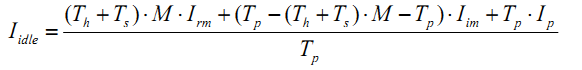 I_idle = ((T_h + T_s) · M · I_rm + (T_p − (T_h + T_s) · M − T_p) · I_im + T_p · I_p) / T_p